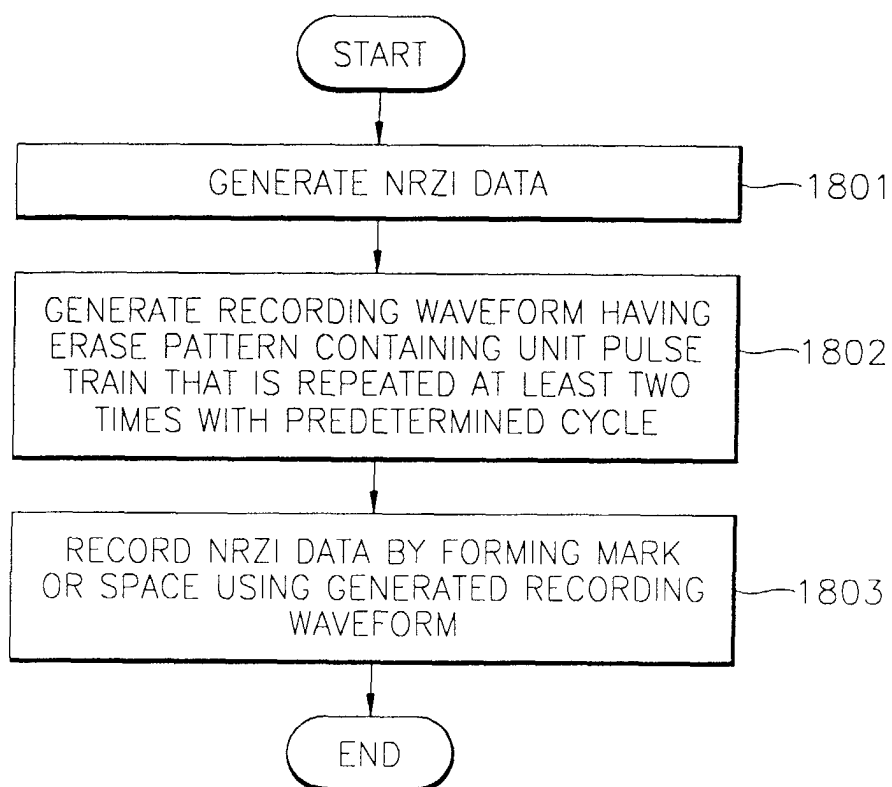 START
GENERATE NRZI DATA
1801
GENERATE RECORDING WAVEFORM HAVING
ERASE PATTERN CONTAINING UNIT PULSE
TRAIN THAT IS REPEATED AT LEAST TWO
TIMES WITH PREDETERMINED CYCLE
1802
RECORD NRZI DATA BY FORMING MARK
OR SPACE USING GENERATED RECORDING
WAVEFORM
1803
END